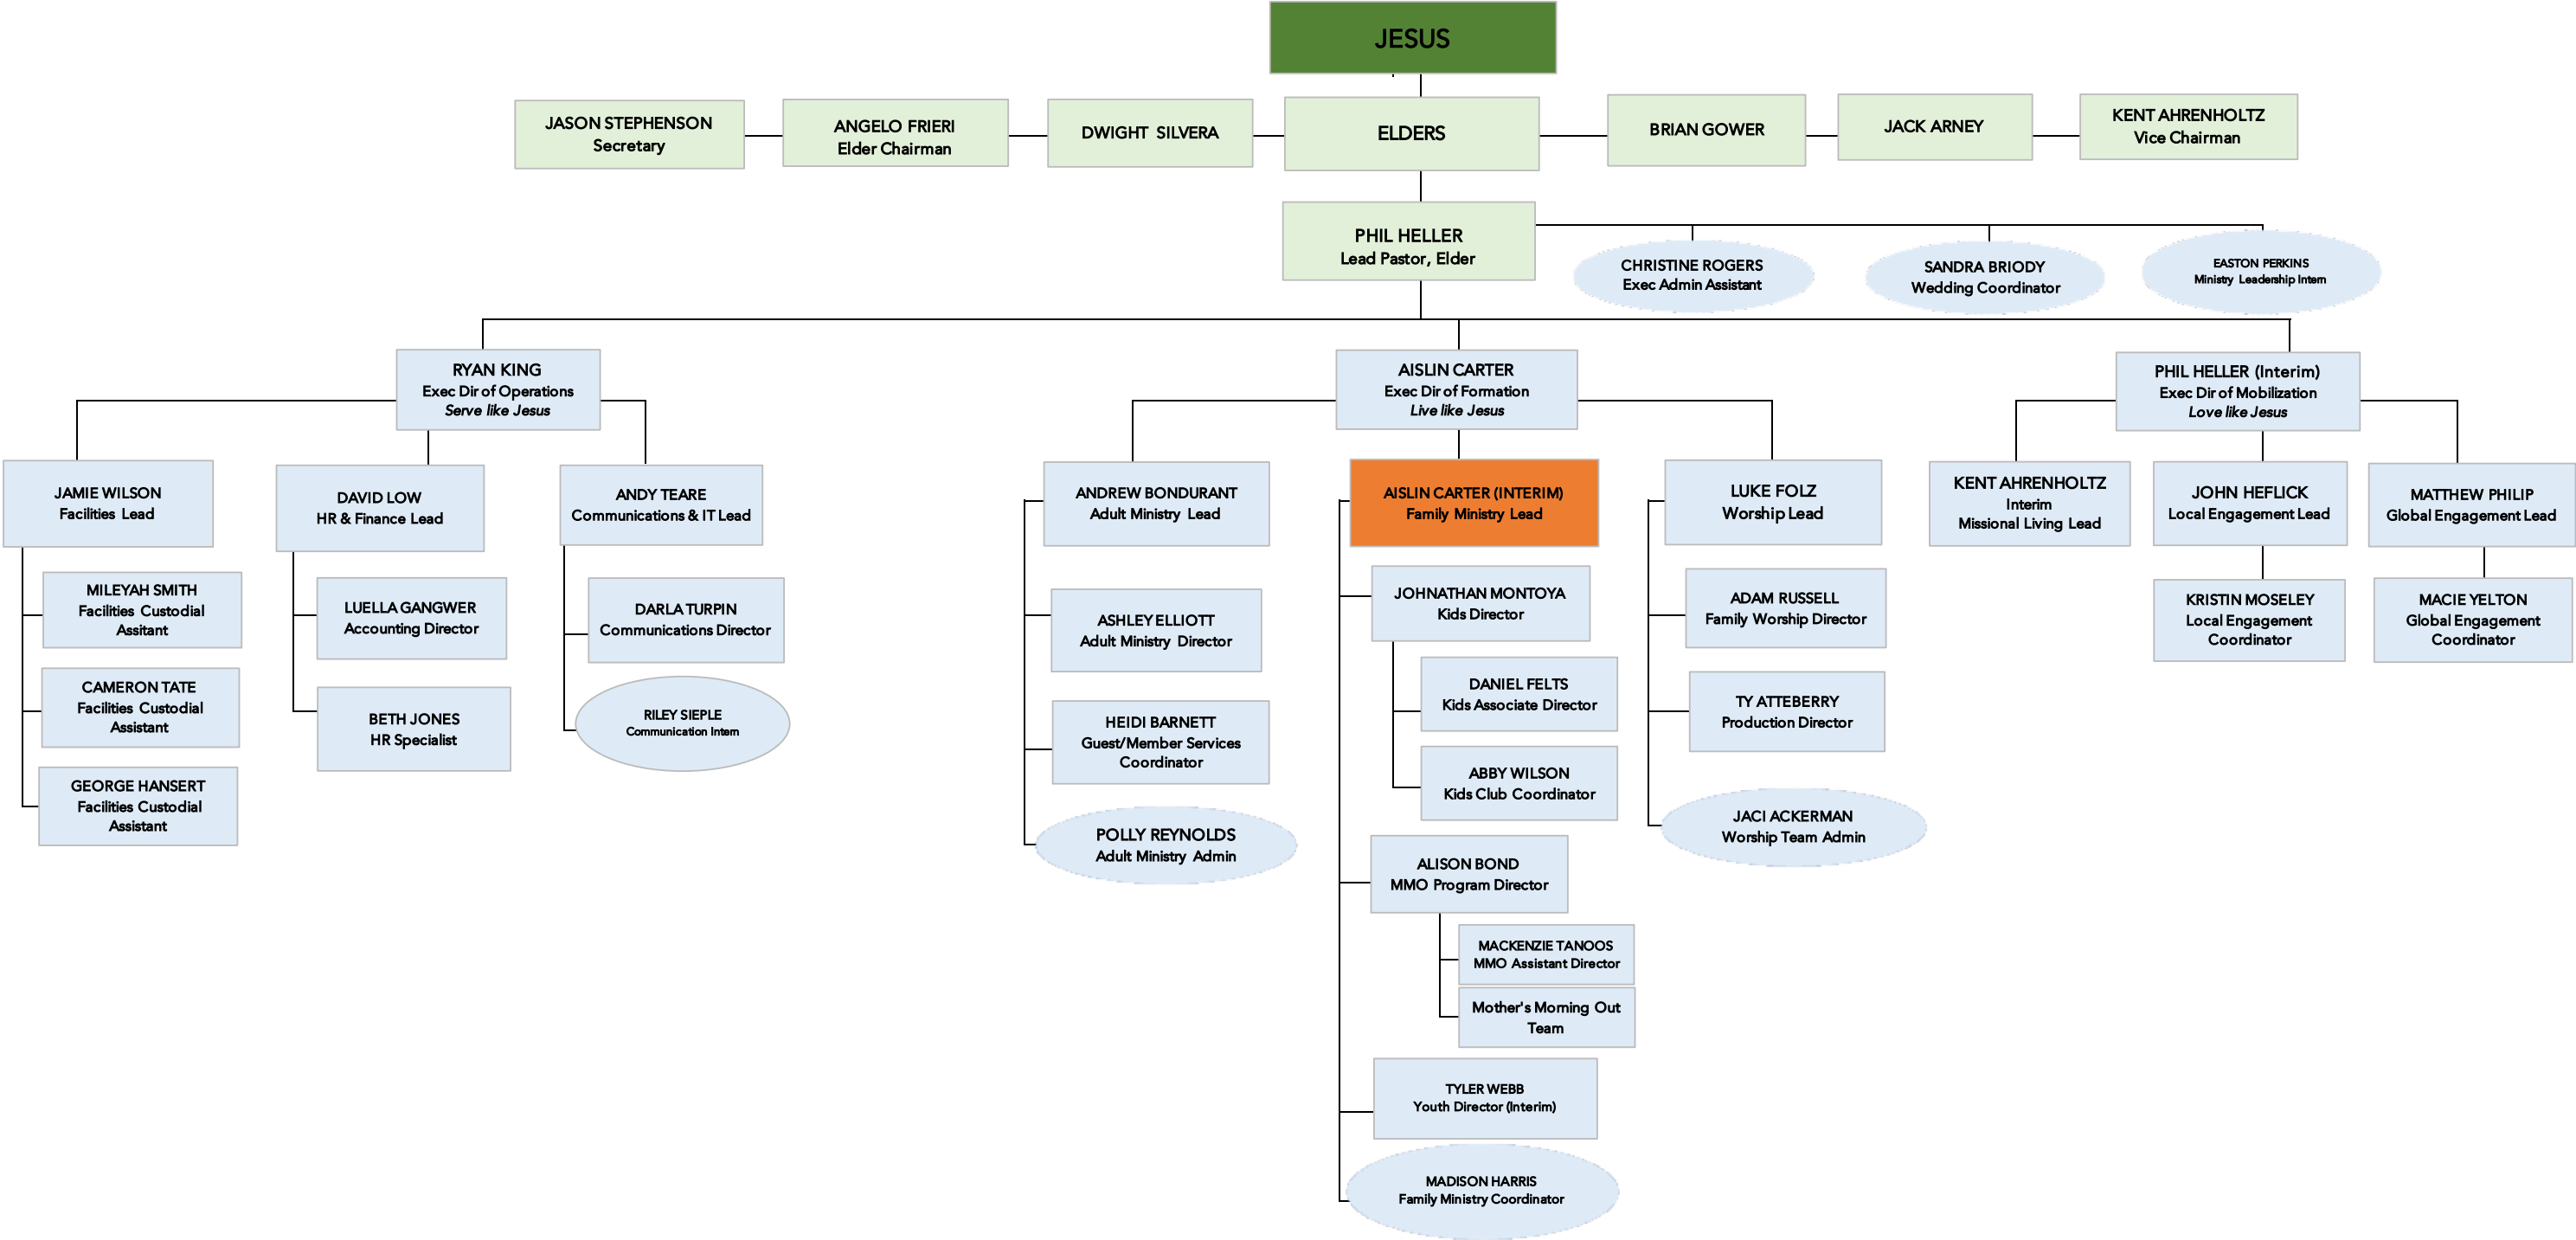 JESUS
JASON STEPHENSON
Secretary
ANGELO FRIERI
Elder Chairman
DWIGHT SILVERA
ELDERS
BRIAN GOWER
JACK ARNEY
KENT AHRENHOLTZ
Vice Chairman
PHIL HELLER
Lead Pastor, Elder
CHRISTINE ROGERS
Exec Admin Assistant
SANDRA BRIODY
Wedding Coordinator
EASTON PERKINS
Ministry Leadership Intern
RYAN KING
Exec Dir of Operations
Serve like Jesus
AISLIN CARTER
Exec Dir of Formation
Live like Jesus
PHIL HELLER (Interim)
Exec Dir of Mobilization
Love like Jesus
JAMIE WILSON
Facilities Lead
DAVID LOW
HR & Finance Lead
ANDY TEARE
Communications & IT Lead
ANDREW BONDURANT
Adult Ministry Lead
AISLIN CARTER (INTERIM)
Family Ministry Lead
LUKE FOLZ
Worship Lead
KENT AHRENHOLTZ
Interim
Missional Living Lead
JOHN HEFLICK
Local Engagement Lead
MATTHEW PHILIP
Global Engagement Lead
MILEYAH SMITH
Facilities Custodial
Assitant
LUELLA GANGWER
Accounting Director
DARLA TURPIN
Communications Director
ASHLEY ELLIOTT
Adult Ministry Director
JOHNATHAN MONTOYA
Kids Director
ADAM RUSSELL
Family Worship Director
KRISTIN MOSELEY
Local Engagement
Coordinator
MACIE YELTON
Global Engagement
Coordinator
CAMERON TATE
Facilities Custodial
Assistant
BETH JONES
HR Specialist
RILEY SIEPLE
Communication Intern
HEIDI BARNETT
Guest/Member Services
Coordinator
DANIEL FELTS
Kids Associate Director
TY ATTEBERRY
Production Director
GEORGE HANSERT
Facilities Custodial
Assistant
ABBY WILSON
Kids Club Coordinator
POLLY REYNOLDS
Adult Ministry Admin
JACI ACKERMAN
Worship Team Admin
ALISON BOND
MMO Program Director
MACKENZIE TANOOS
MMO Assistant Director
Mother's Morning Out
Team
TYLER WEBB
Youth Director (Interim)
MADISON HARRIS
Family Ministry Coordinator